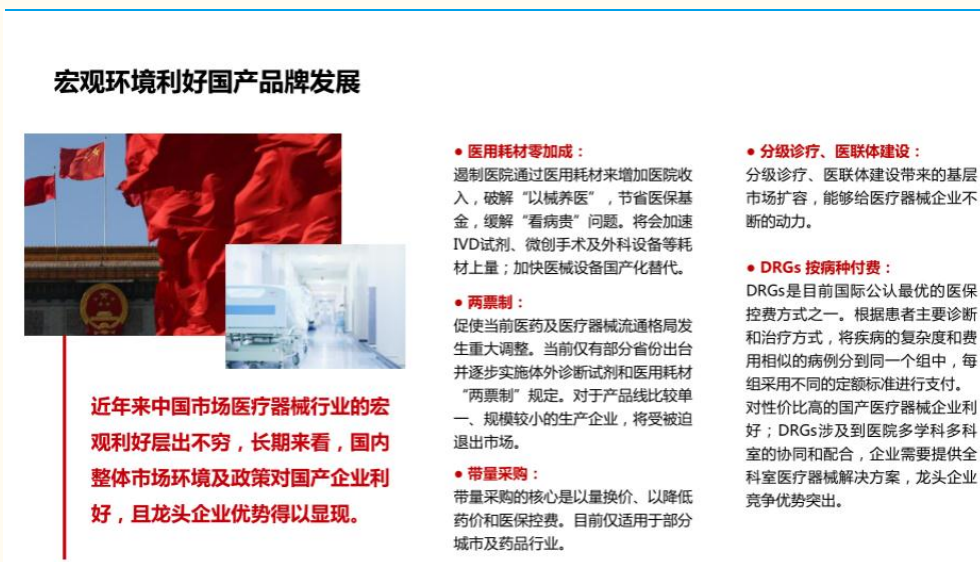 宏观环境利好国产品牌发展
近年来中国市场医疗器械行业的宏
观利好层出不穷，长期来看，国内
整体市场环境及政策对国产企业利
好，且龙头企业优势得以显现。
● 医用耗材零加成：
遏制医院通过医用耗材来增加医院收
入，破解“以械养医”，节省医保基
金，缓解“看病贵”问题。将会加速
IVD试剂、微创手术及外科设备等耗
材上量；加快医械设备国产化替代。
● 两票制：
促使当前医药及医疗器械流通格局发
生重大调整。当前仅有部分省份出台
并逐步实施体外诊断试剂和医用耗材
“两票制”规定。对于产品线比较单
一、规模较小的生产企业，将受被迫
退出市场。
● 带量采购：
带量采购的核心是以量换价、以降低
药价和医保控费。目前仅适用于部分
城市及药品行业。
● 分级诊疗、医联体建设：
分级诊疗、医联体建设带来的基层
市场扩容，能够给医疗器械企业不
断的动力。
● DRGs 按病种付费：
DRGs是目前国际公认最优的医保
控费方式之一。根据患者主要诊断
和治疗方式，将疾病的复杂度和费
用相似的病例分到同一个组中，每
组采用不同的定额标准进行支付。
对性价比高的国产医疗器械企业利
好；DRGs涉及到医院多学科多科
室的协同和配合，企业需要提供全
科室医疗器械解决方案，龙头企业
竞争优势突出。